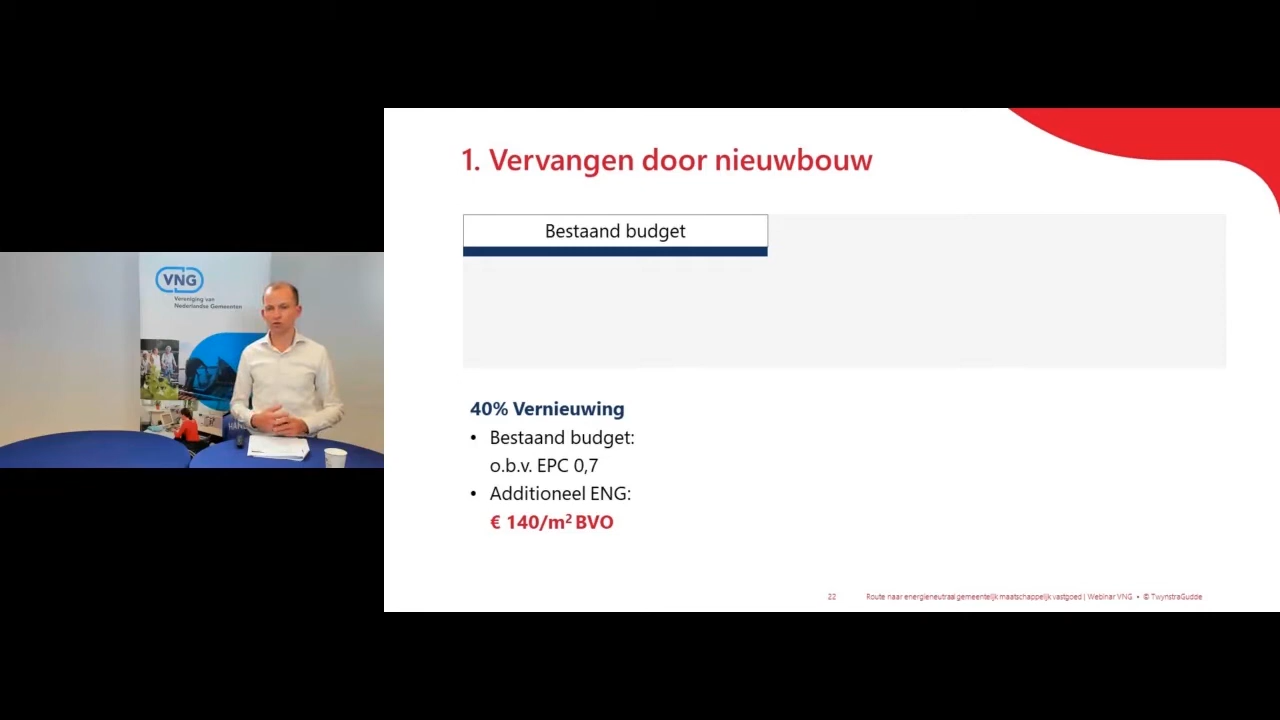 VNG
Vereniging van
Nederlandse Gemeenten
1. Vervangen door nieuwbouw
Bestaand budget
40% Vernieuwing
• Bestaand budget:
o.b.v. EPC 0,7
• Additioneel ENG:
€ 140/m² BVO
22 Route naar energieneutraal gemeentelijk maatschappelijk vastgoed | Webinar VNG • © TwynstraGudde